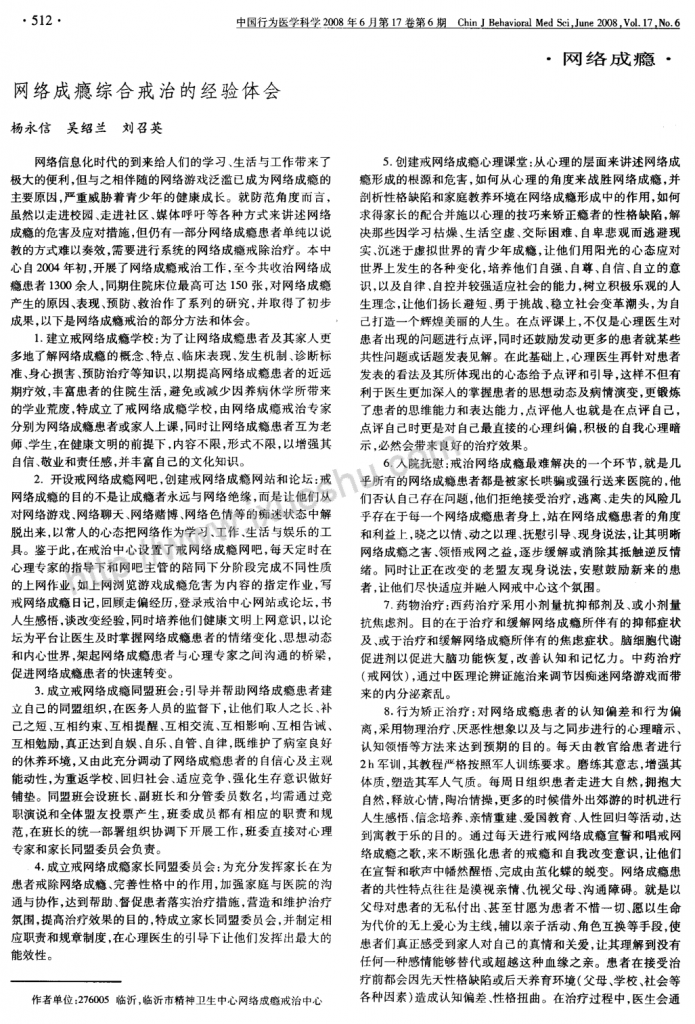 · 512 ·
中国行为医学科学 2008 年 6 月第 17 卷第 6 期 Chin J Behavioral Med Sci, June 2008, Vol. 17, No. 6
· 网络成瘾 ·
网络成瘾综合戒治的经验体会
杨永信 吴绍兰 刘召英
网络信息化时代的到来给人们的学习、生活与工作带来了
极大的便利,但与之相伴随的网络游戏泛滥已成为网络成瘾的
主要原因,严重威胁着青少年的健康成长。就防范角度而言,
虽然以走进校园、走进社区、媒体呼吁等各种方式来讲述网络
成瘾的危害及应对措施,但仍有一部分网络成瘾患者单纯以说
教的方式难以奏效,需要进行系统的网络成瘾戒除治疗。本中
心自 2004 年初,开展了网络成瘾戒治工作,至今共收治网络成
瘾患者 1300 余人,同期住院床位最高可达 150 张,对网络成瘾
产生的原因、表现、预防、救治作了系列的研究,并取得了初步
成果,以下是网络成瘾戒治的部分方法和体会。
1. 建立戒网络成瘾学校:为了让网络成瘾患者及其家人更
多地了解网络成瘾的概念、特点、临床表现、发生机制、诊断标
准、身心损害、预防治疗等知识,以期提高网络成瘾患者的近远
期疗效,丰富患者的住院生活,避免或减少因养病休学所带来
的学业荒废,特成立了戒网络成瘾学校,由网络成瘾戒治专家
分别为网络成瘾患者或家人上课,同时让网络成瘾患者互为老
师、学生,在健康文明的前提下,内容不限,形式不限,以增强其
自信、敬业和责任感,并丰富自己的文化知识。
2. 开设戒网络成瘾网吧,创建戒网络成瘾网站和论坛:戒
网络成瘾的目的不是让成瘾者永远与网络绝缘,而是让他们从
对网络游戏、网络聊天、网络赌博、网络色情等的痴迷状态中解
脱出来,以常人的心态把网络作为学习、工作、生活与娱乐的工
具。鉴于此,在戒治中心设置了戒网络成瘾网吧,每天定时在
心理专家的指导下和网吧主管的陪同下分阶段完成不同性质
的上网作业,如上网浏览游戏成瘾危害为内容的指定作业,写
戒网络成瘾日记,回顾走偏经历,登录戒治中心网站或论坛,书
人生感悟,谈改变经验,同时培养他们健康文明上网意识,以论
坛为平台让医生及时掌握网络成瘾患者的情绪变化、思想动态
和内心世界,架起网络成瘾患者与心理专家之间沟通的桥梁,
促进网络成瘾患者的快速转变。
3. 成立戒网络成瘾同盟班会:引导并帮助网络成瘾患者建
立自己的同盟组织,在医务人员的监督下,让他们取人之长、补
己之短、互相约束、互相提醒、互相交流、互相影响、互相告诫、
互相勉励,真正达到自娱、自乐、自管、自律,既维护了病室良好
的休养环境,又由此充分调动了网络成瘾患者的自信心及主观
能动性,为重返学校、回归社会、适应竞争、强化生存意识做好
铺垫。同盟班会设班长、副班长和分管委员数名,均需通过竞
职演说和全体盟友投票产生,班委成员都有相应的职责和规
范,在班长的统一部署组织协调下开展工作,班委直接对心理
专家和家长同盟委员会负责。
4. 成立戒网络成瘾家长同盟委员会:为充分发挥家长在为
患者戒除网络成瘾、完善性格中的作用,加强家庭与医院的沟
通与协作,达到帮助、督促患者落实治疗措施,营造和维护治疗
氛围,提高治疗效果的目的,特成立家长同盟委员会,并制定相
应职责和规章制度,在心理医生的引导下让他们发挥出最大的
能效性。
作者单位:276005 临沂,临沂市精神卫生中心网络成瘾戒治中心
5. 创建戒网络成瘾心理课堂:从心理的层面来讲述网络成
瘾形成的根源和危害,如何从心理的角度来战胜网络成瘾,并
剖析性格缺陷和家庭教养环境在网络成瘾形成中的作用,如何
求得家长的配合并施以心理的技巧来矫正瘾者的性格缺陷,解
决那些因学习枯燥、生活空虚、交际困难、自卑悲观而逃避现
实、沉迷于虚拟世界的青少年成瘾,让他们用阳光的心态应对
世界上发生的各种变化,培养他们自强、自尊、自信、自立的意
识,以及自律、自控并较强适应社会的能力,树立积极乐观的人
生理念,让他们扬长避短、勇于挑战、稳立社会变革潮头,为自
己打造一个辉煌美丽的人生。在点评课上,不仅是心理医生对
患者出现的问题进行点评,同时还鼓励发动更多的患者就某些
共性问题或话题发表见解。在此基础上,心理医生再针对患者
发表的看法及其所体现出的心态给予点评和引导,这样不但有
利于医生更加深入的掌握患者的思想动态及病情演变,更锻炼
了患者的思维能力和表达能力,点评他人也就是在点评自己,
点评自己时更是对自己最直接的心理纠偏,积极的自我心理暗
示,必然会带来良好的治疗效果。
6. 入院抚慰:戒治网络成瘾最难解决的一个环节,就是几
乎所有的网络成瘾患者都是被家长哄骗或强行送来医院的,他
们否认自己存在问题,他们拒绝接受治疗,逃离、走失的风险几
乎存在于每一个网络成瘾患者身上,站在网络成瘾患者的角度
和利益上,晓之以情、动之以理、抚慰引导、现身说法,让其明晰
网络成瘾之害、领悟戒网之益,逐步缓解或消除其抵触逆反情
绪。同时让正在改变的老盟友现身说法,安慰鼓励新来的患
者,让他们尽快适应并融入网戒中心这个氛围。
7. 药物治疗:西药治疗采用小剂量抗抑郁剂及、或小剂量
抗焦虑剂。目的在于治疗和缓解网络成瘾所伴有的抑郁症状
及、或于治疗和缓解网络成瘾所伴有的焦虑症状。脑细胞代谢
促进剂以促进大脑功能恢复,改善认知和记忆力。中药治疗
(戒网饮),通过中医理论辨证施治来调节因痴迷网络游戏而带
来的内分泌紊乱。
8. 行为矫正治疗:对网络成瘾患者的认知偏差和行为偏
离,采用物理治疗、厌恶性想象以及与之同步进行的心理暗示、
认知领悟等方法来达到预期的目的。每天由教官给患者进行
2 h 军训,其教程严格按照军人训练要求。磨练其意志,增强其
体质,塑造其军人气质。每周日组织患者走进大自然,拥抱大
自然,释放心情,陶冶情操,更多的时候借外出郊游的时机进行
人生感悟、信念培养、亲情重建、爱国教育、人性回归等活动,达
到寓教于乐的目的。通过每天进行戒网络成瘾宣誓和唱戒网
络成瘾之歌,来不断强化患者的戒瘾和自我改变意识,让他们
在宣誓和歌声中幡然醒悟、完成由茧化蝶的蜕变。网络成瘾患
者的共性特点往往是漠视亲情、仇视父母、沟通障碍。就是以
父母对患者的无私付出、甚至甘愿为患者不惜一切、愿以生命
为代价的无上爱心为主线,辅以亲子活动、角色互换等手段,使
患者们真正感受到家人对自己的真情和关爱,让其理解到没有
任何一种感情能够替代或超越这种血缘之亲。患者在接受治
疗前都会因先天性格缺陷或后天养育环境(父母、学校、社会等
各种因素)造成认知偏差、性格扭曲。在治疗过程中,医生会通